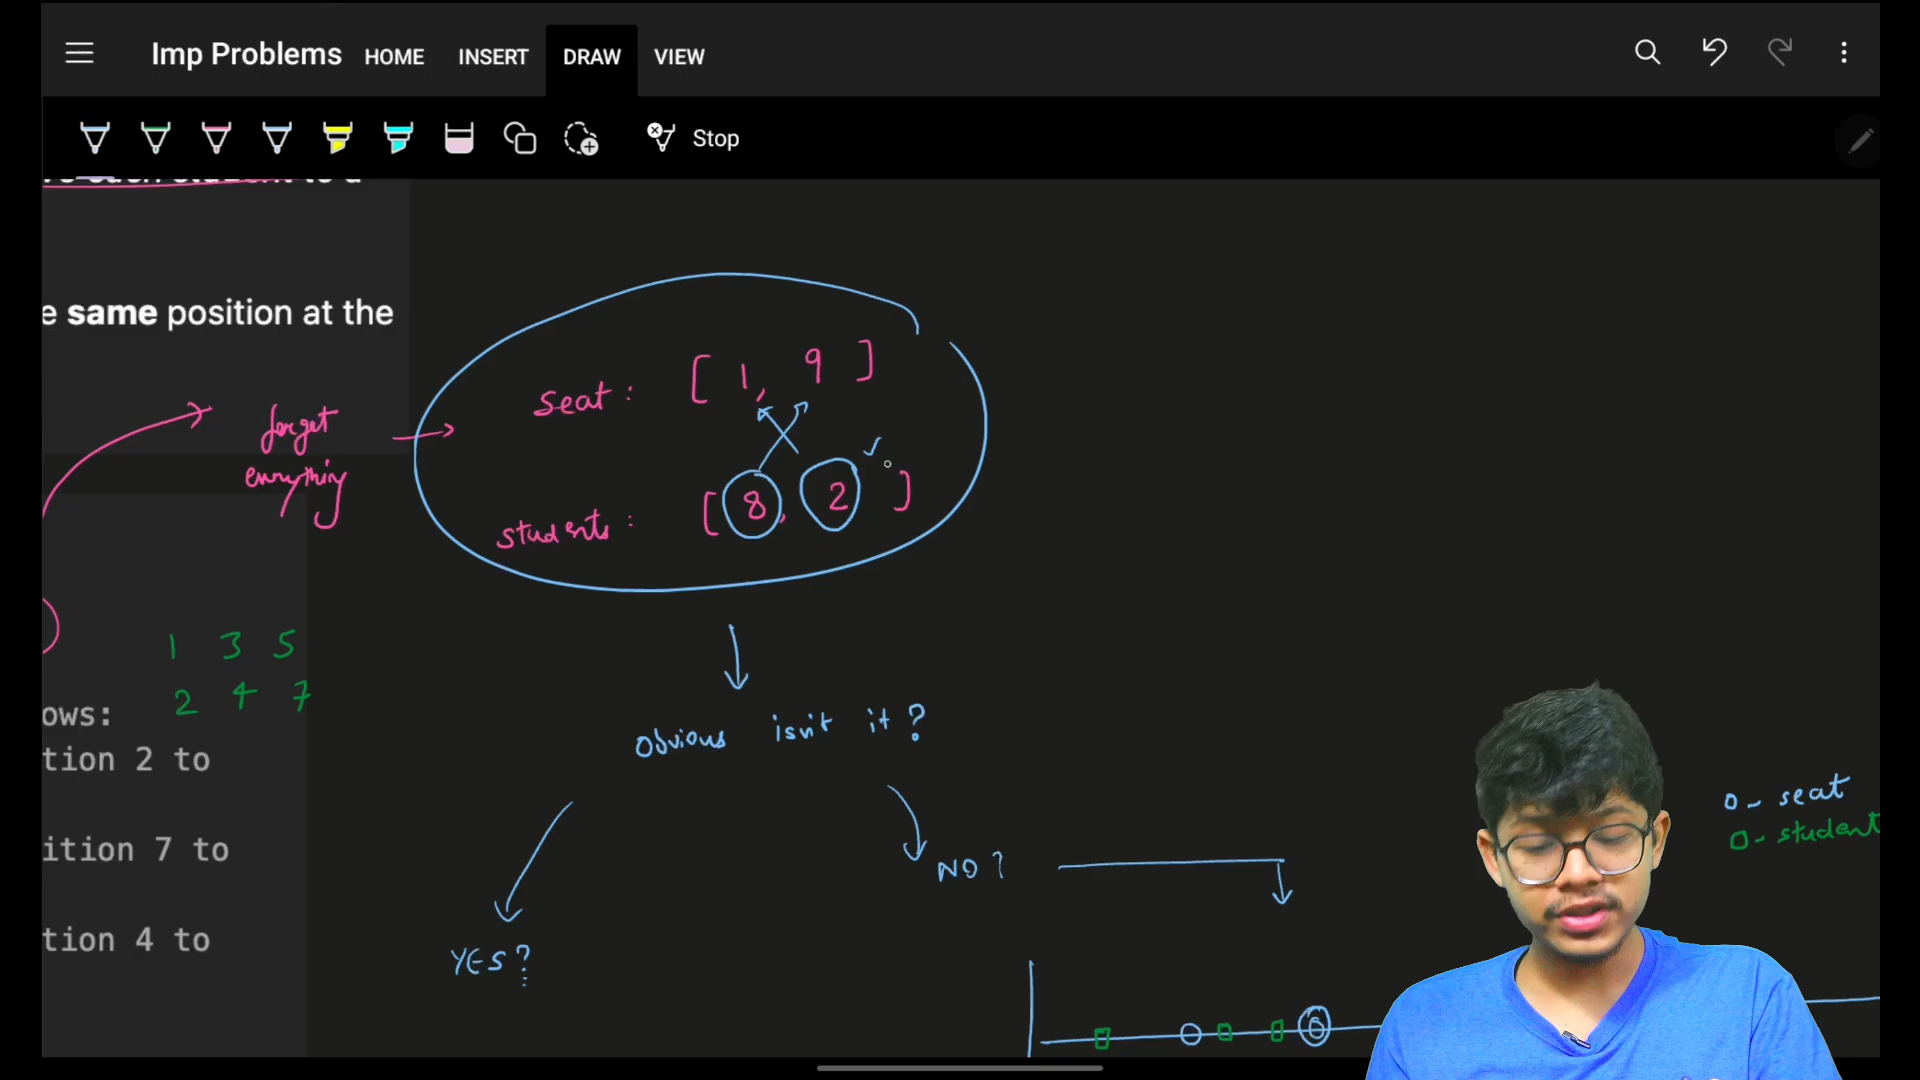 Imp Problems HOME INSERT DRAW VIEW
Stop
student to a
e same position at the
seat : [ 1, 9 ]
forget
everything
students : [ 8, 2 ]
1 3 5
2 4 7
ows:
tion 2 to
ition 7 to
tion 4 to
Obvious isn't it ?
NO ?
YES ?
o - seat
o - student